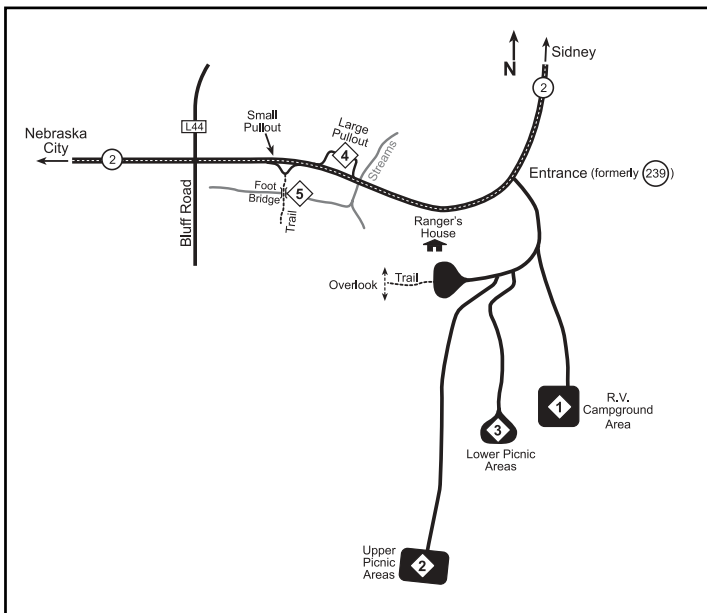 N
Sidney
2
L44
Small
Pullout
Large
Pullout
4
Streams
Nebraska
City
2
Entrance (formerly 239)
Foot
Bridge
5
Trail
Bluff Road
Ranger's
House
Overlook
Trail
1
R.V.
Campground
Area
3
Lower Picnic
Areas
Upper
Picnic
Areas
2